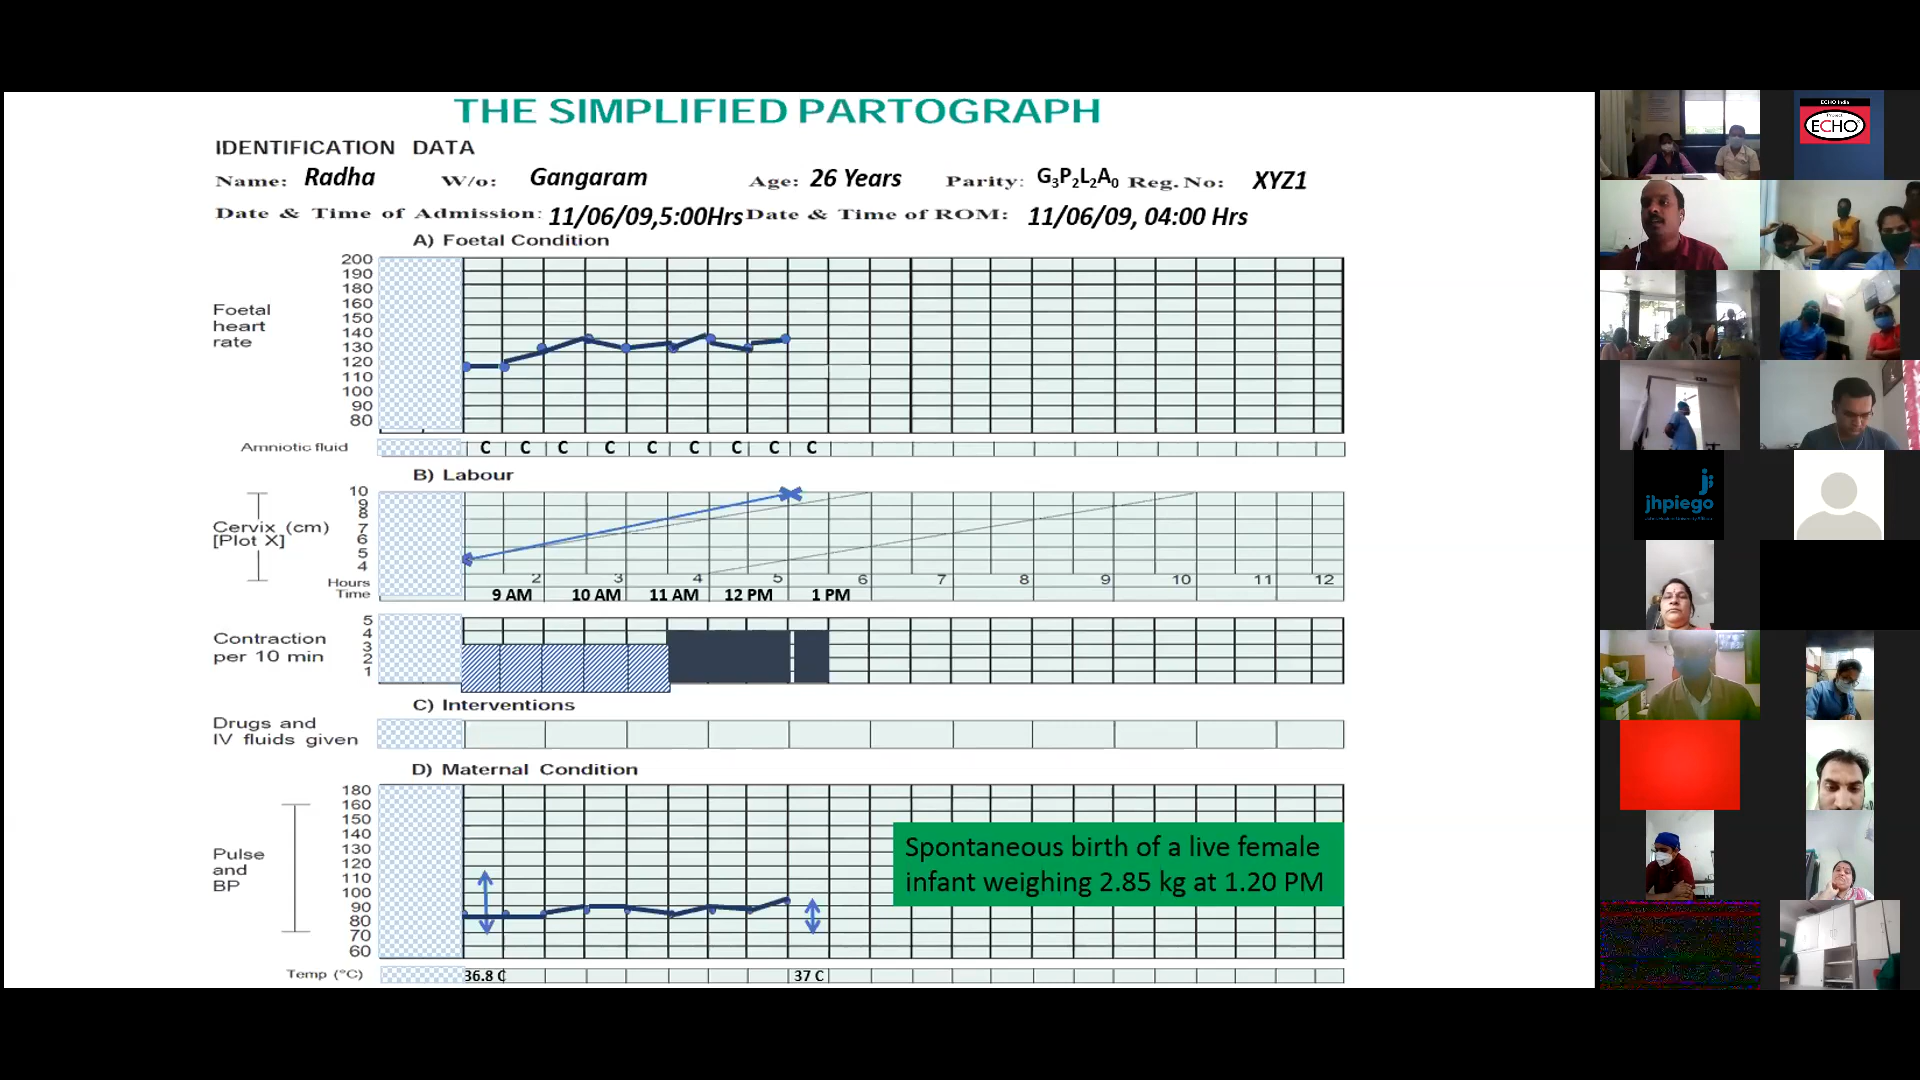 THE SIMPLIFIED PARTOGRAPH
IDENTIFICATION DATA
Name: Radha W/o: Gangaram Age: 26 Years Parity: G3P2L2A0 Reg. No: XYZ1
Date & Time of Admission: 11/06/09,5:00Hrs Date & Time of ROM: 11/06/09, 04:00 Hrs
A) Foetal Condition
Foetal
heart
rate
200
190
180
160
150
140
130
120
110
100
90
80
Amniotic fluid C C C C C C C C C
B) Labour
Cervix (cm)
[Plot X]
10
9
8
7
6
5
4
Hours 2 3 4 5 6 7 8 9 10 11 12
Time 9 AM 10 AM 11 AM 12 PM 1 PM
Contraction
per 10 min
5
4
3
2
1
C) Interventions
Drugs and
IV fluids given
D) Maternal Condition
Pulse
and
BP
180
160
150
140
130
120
110
100
90
80
70
60
Spontaneous birth of a live female
infant weighing 2.85 kg at 1.20 PM
Temp (°C) 36.8 C 37 C
ECHO India
Project
ECHO
jhpiego